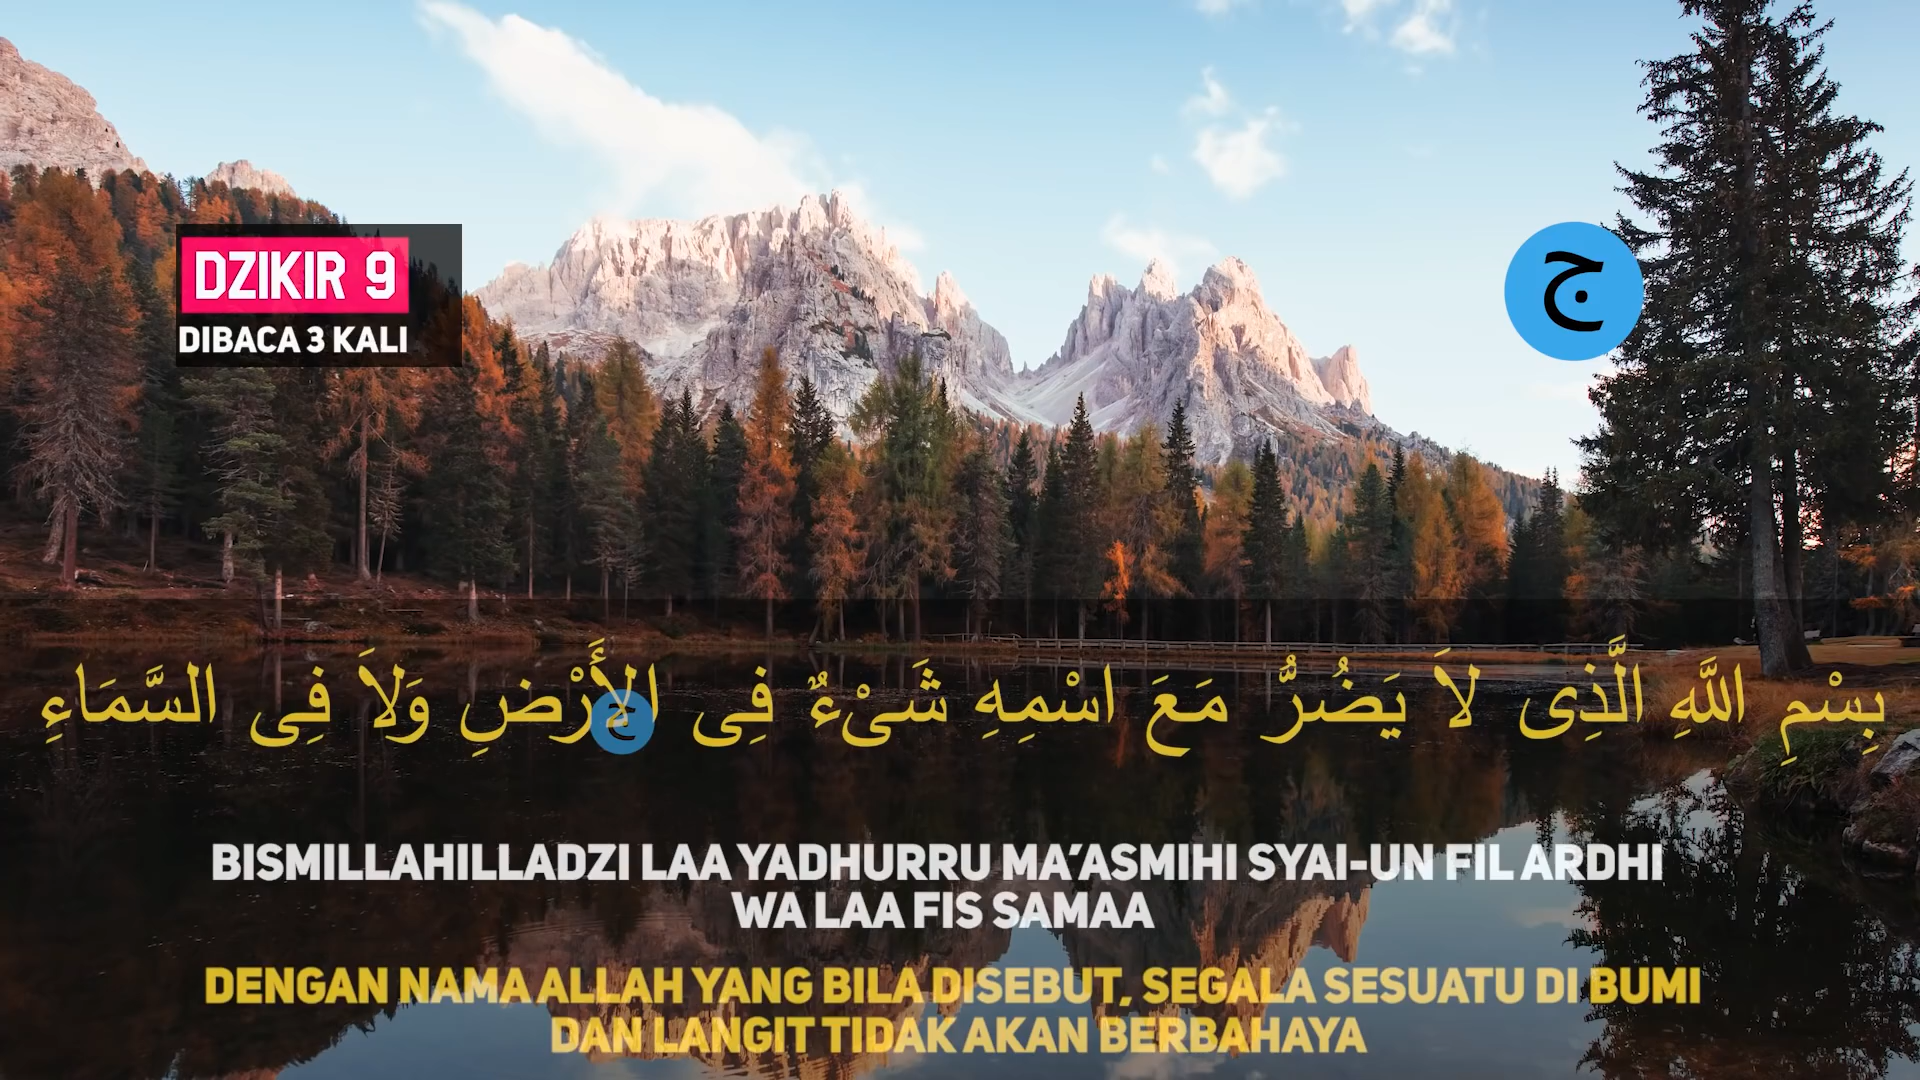 DZIKIR 9
DIBACA 3 KALI
ج
بِسْمِ اللَّهِ الَّذِى لاَ يَضُرُّ مَعَ اسْمِهِ شَىْءٌ فِى الأَرْضِ وَلاَ فِى السَّمَاءِ
ج
BISMILLAHILLADZI LAA YADHURRU MA'ASMIHI SYAI-UN FIL ARDHI
WA LAA FIS SAMAA
DENGAN NAMA ALLAH YANG BILA DISEBUT, SEGALA SESUATU DI BUMI
DAN LANGIT TIDAK AKAN BERBAHAYA